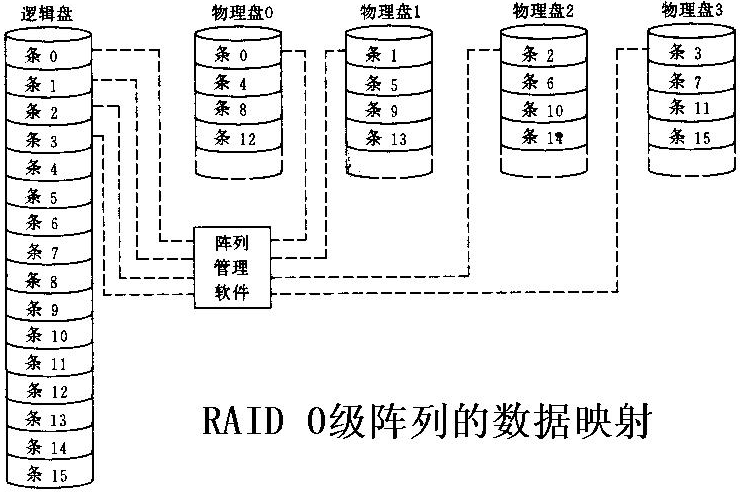 逻辑盘
条 0
条 1
条 2
条 3
条 4
条 5
条 6
条 7
条 8
条 9
条 10
条 11
条 12
条 13
条 14
条 15
物理盘0
条 0
条 4
条 8
条 12
物理盘1
条 1
条 5
条 9
条 13
物理盘2
条 2
条 6
条 10
条 14
物理盘3
条 3
条 7
条 11
条 15
阵列
管理
软件
RAID 0级阵列的数据映射